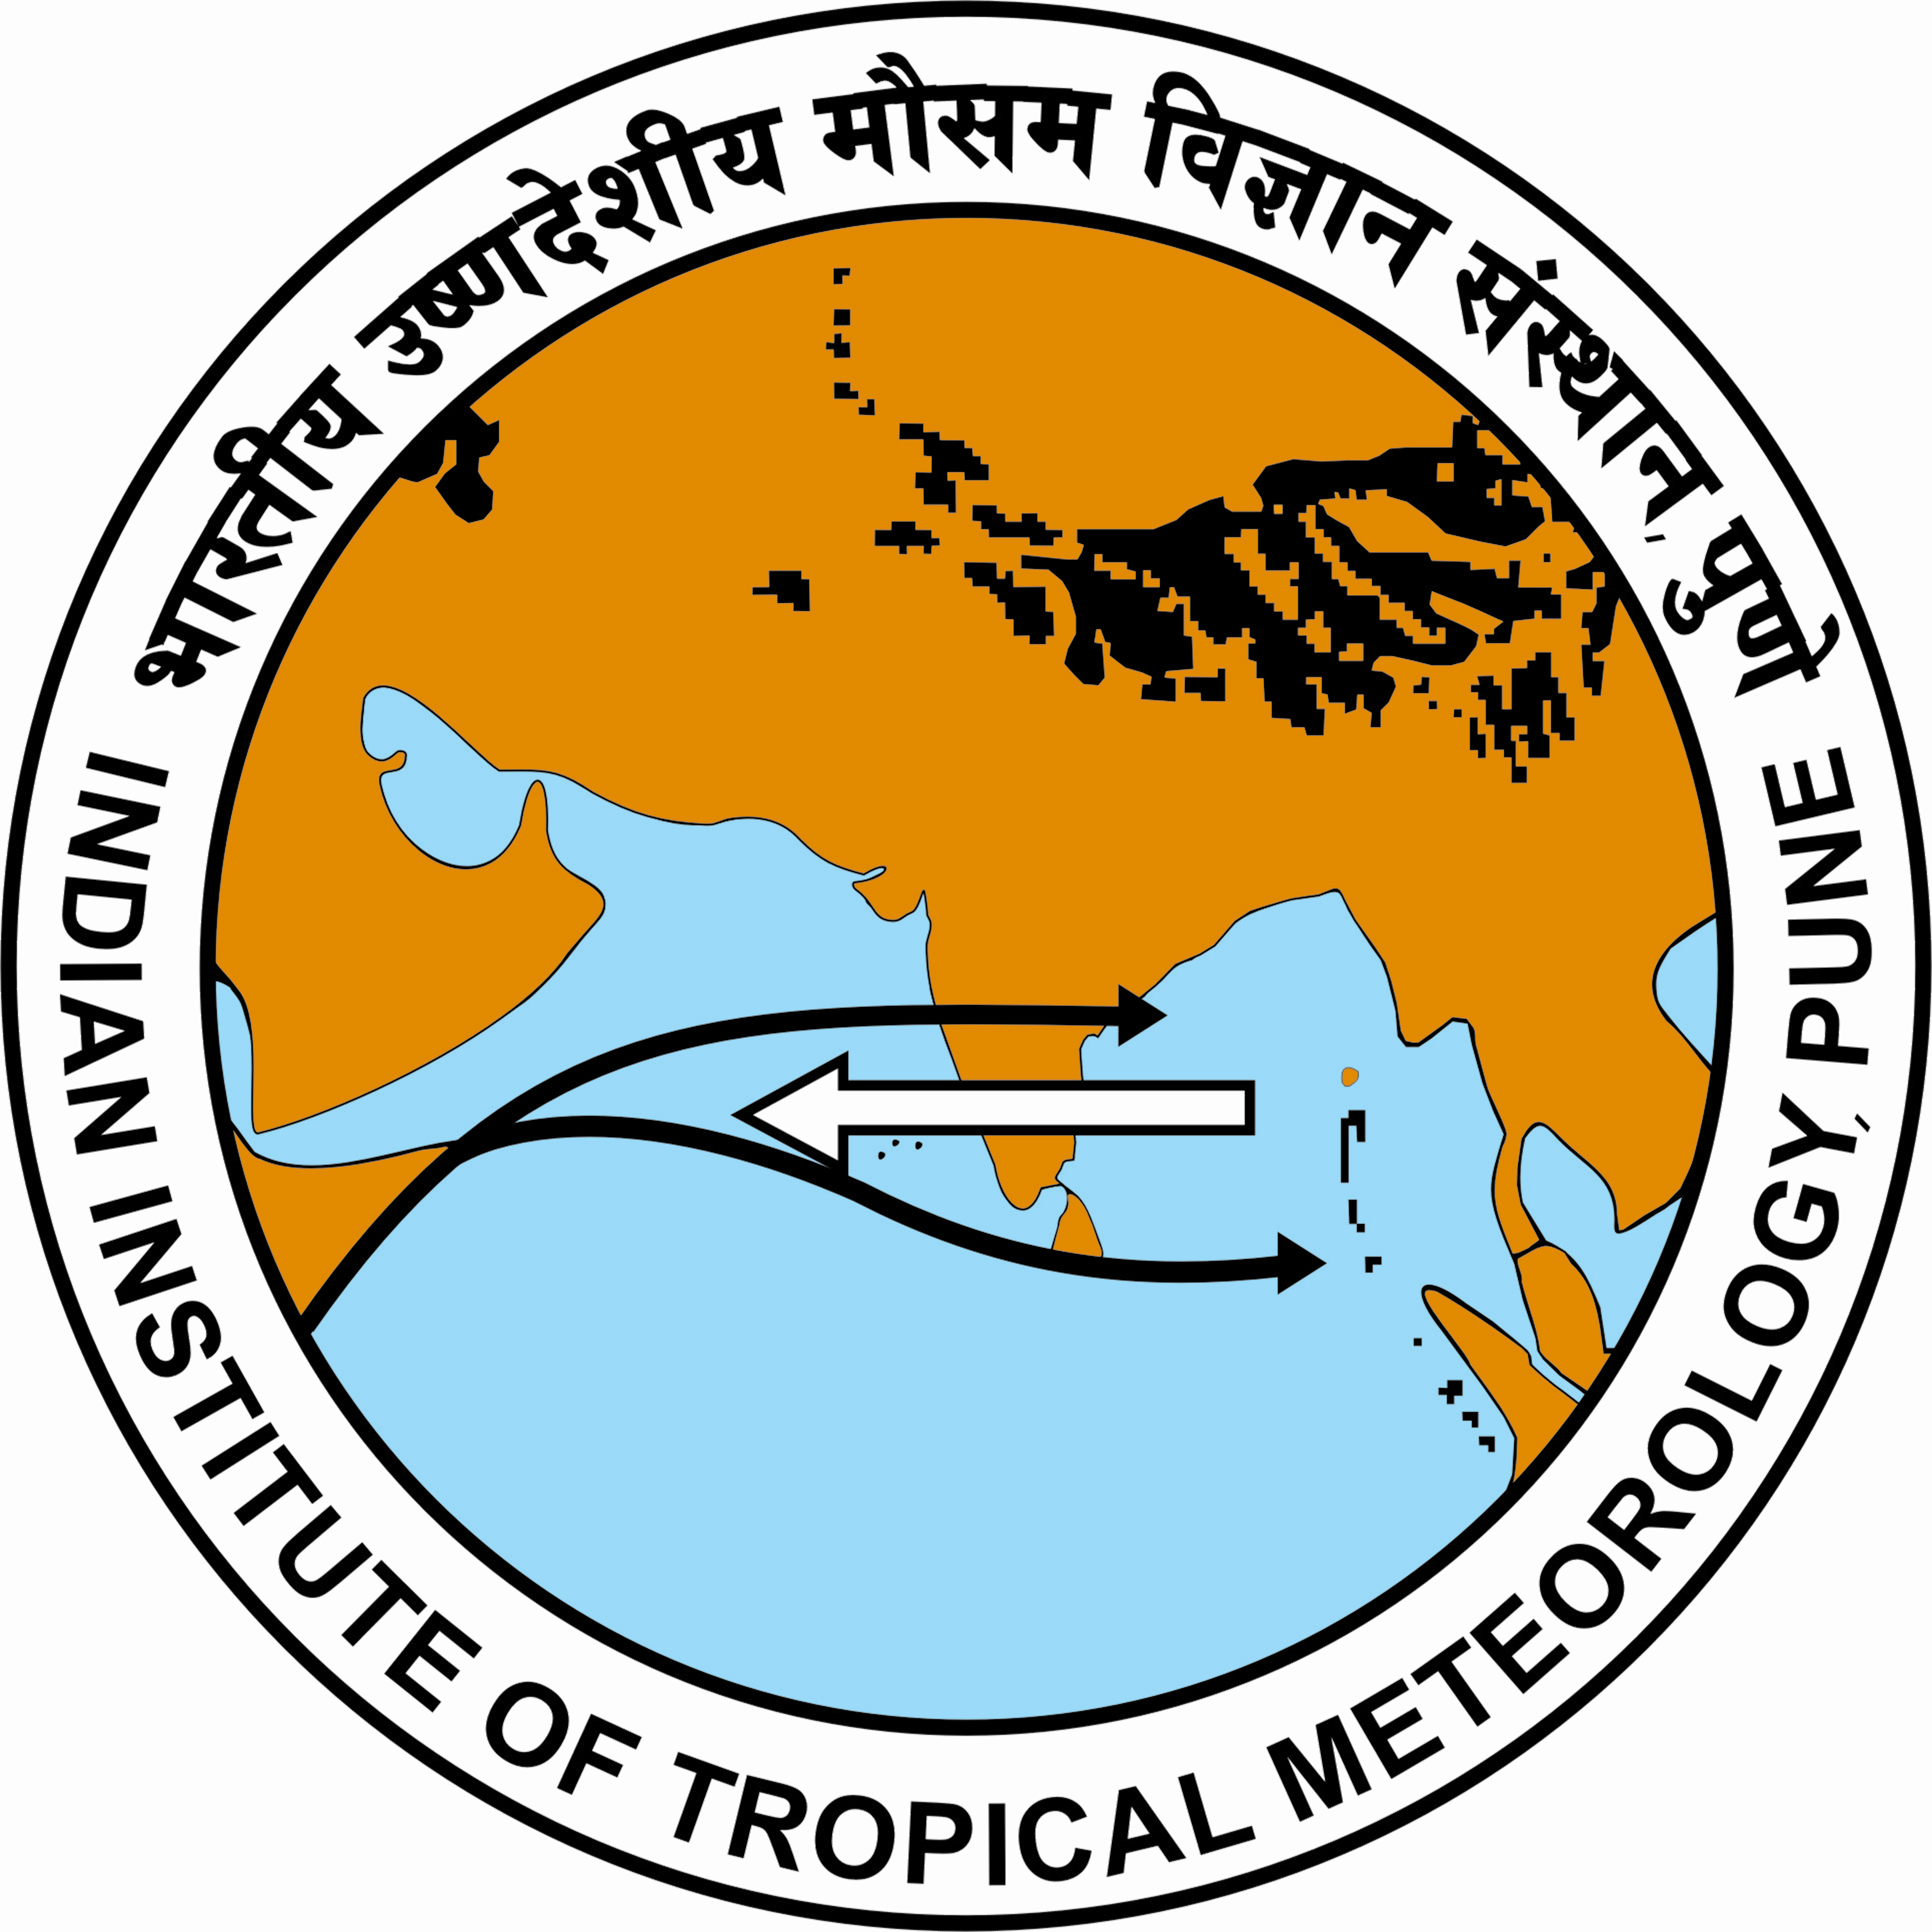 भारतीय उष्णदेशीय मौसम विज्ञान संस्थान, पुणे
INDIAN INSTITUTE OF TROPICAL METEOROLOGY, PUNE